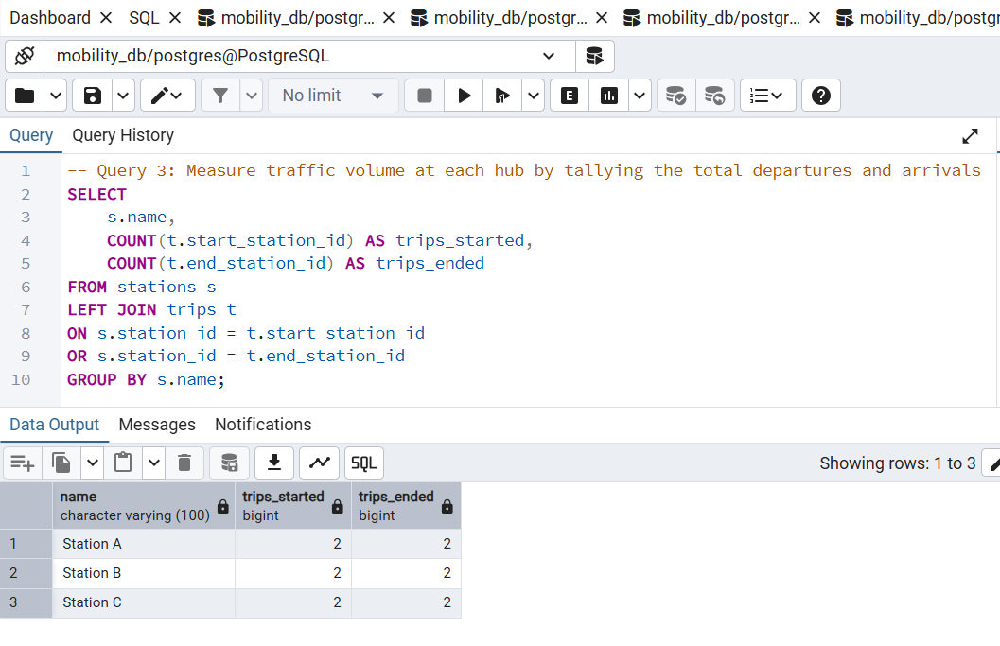 Dashboard SQL mobility_db/postgr... mobility_db/postgr... mobility_db/postgr... mobility_db/postgr
mobility_db/postgres@PostgreSQL
No limit E ?
Query Query History
1 -- Query 3: Measure traffic volume at each hub by tallying the total departures and arrivals
2 SELECT
3 s.name,
4 COUNT(t.start_station_id) AS trips_started,
5 COUNT(t.end_station_id) AS trips_ended
6 FROM stations s
7 LEFT JOIN trips t
8 ON s.station_id = t.start_station_id
9 OR s.station_id = t.end_station_id
10 GROUP BY s.name;
Data Output Messages Notifications
SQL Showing rows: 1 to 3
name trips_started trips_ended
character varying (100) bigint bigint
1 Station A 2 2
2 Station B 2 2
3 Station C 2 2